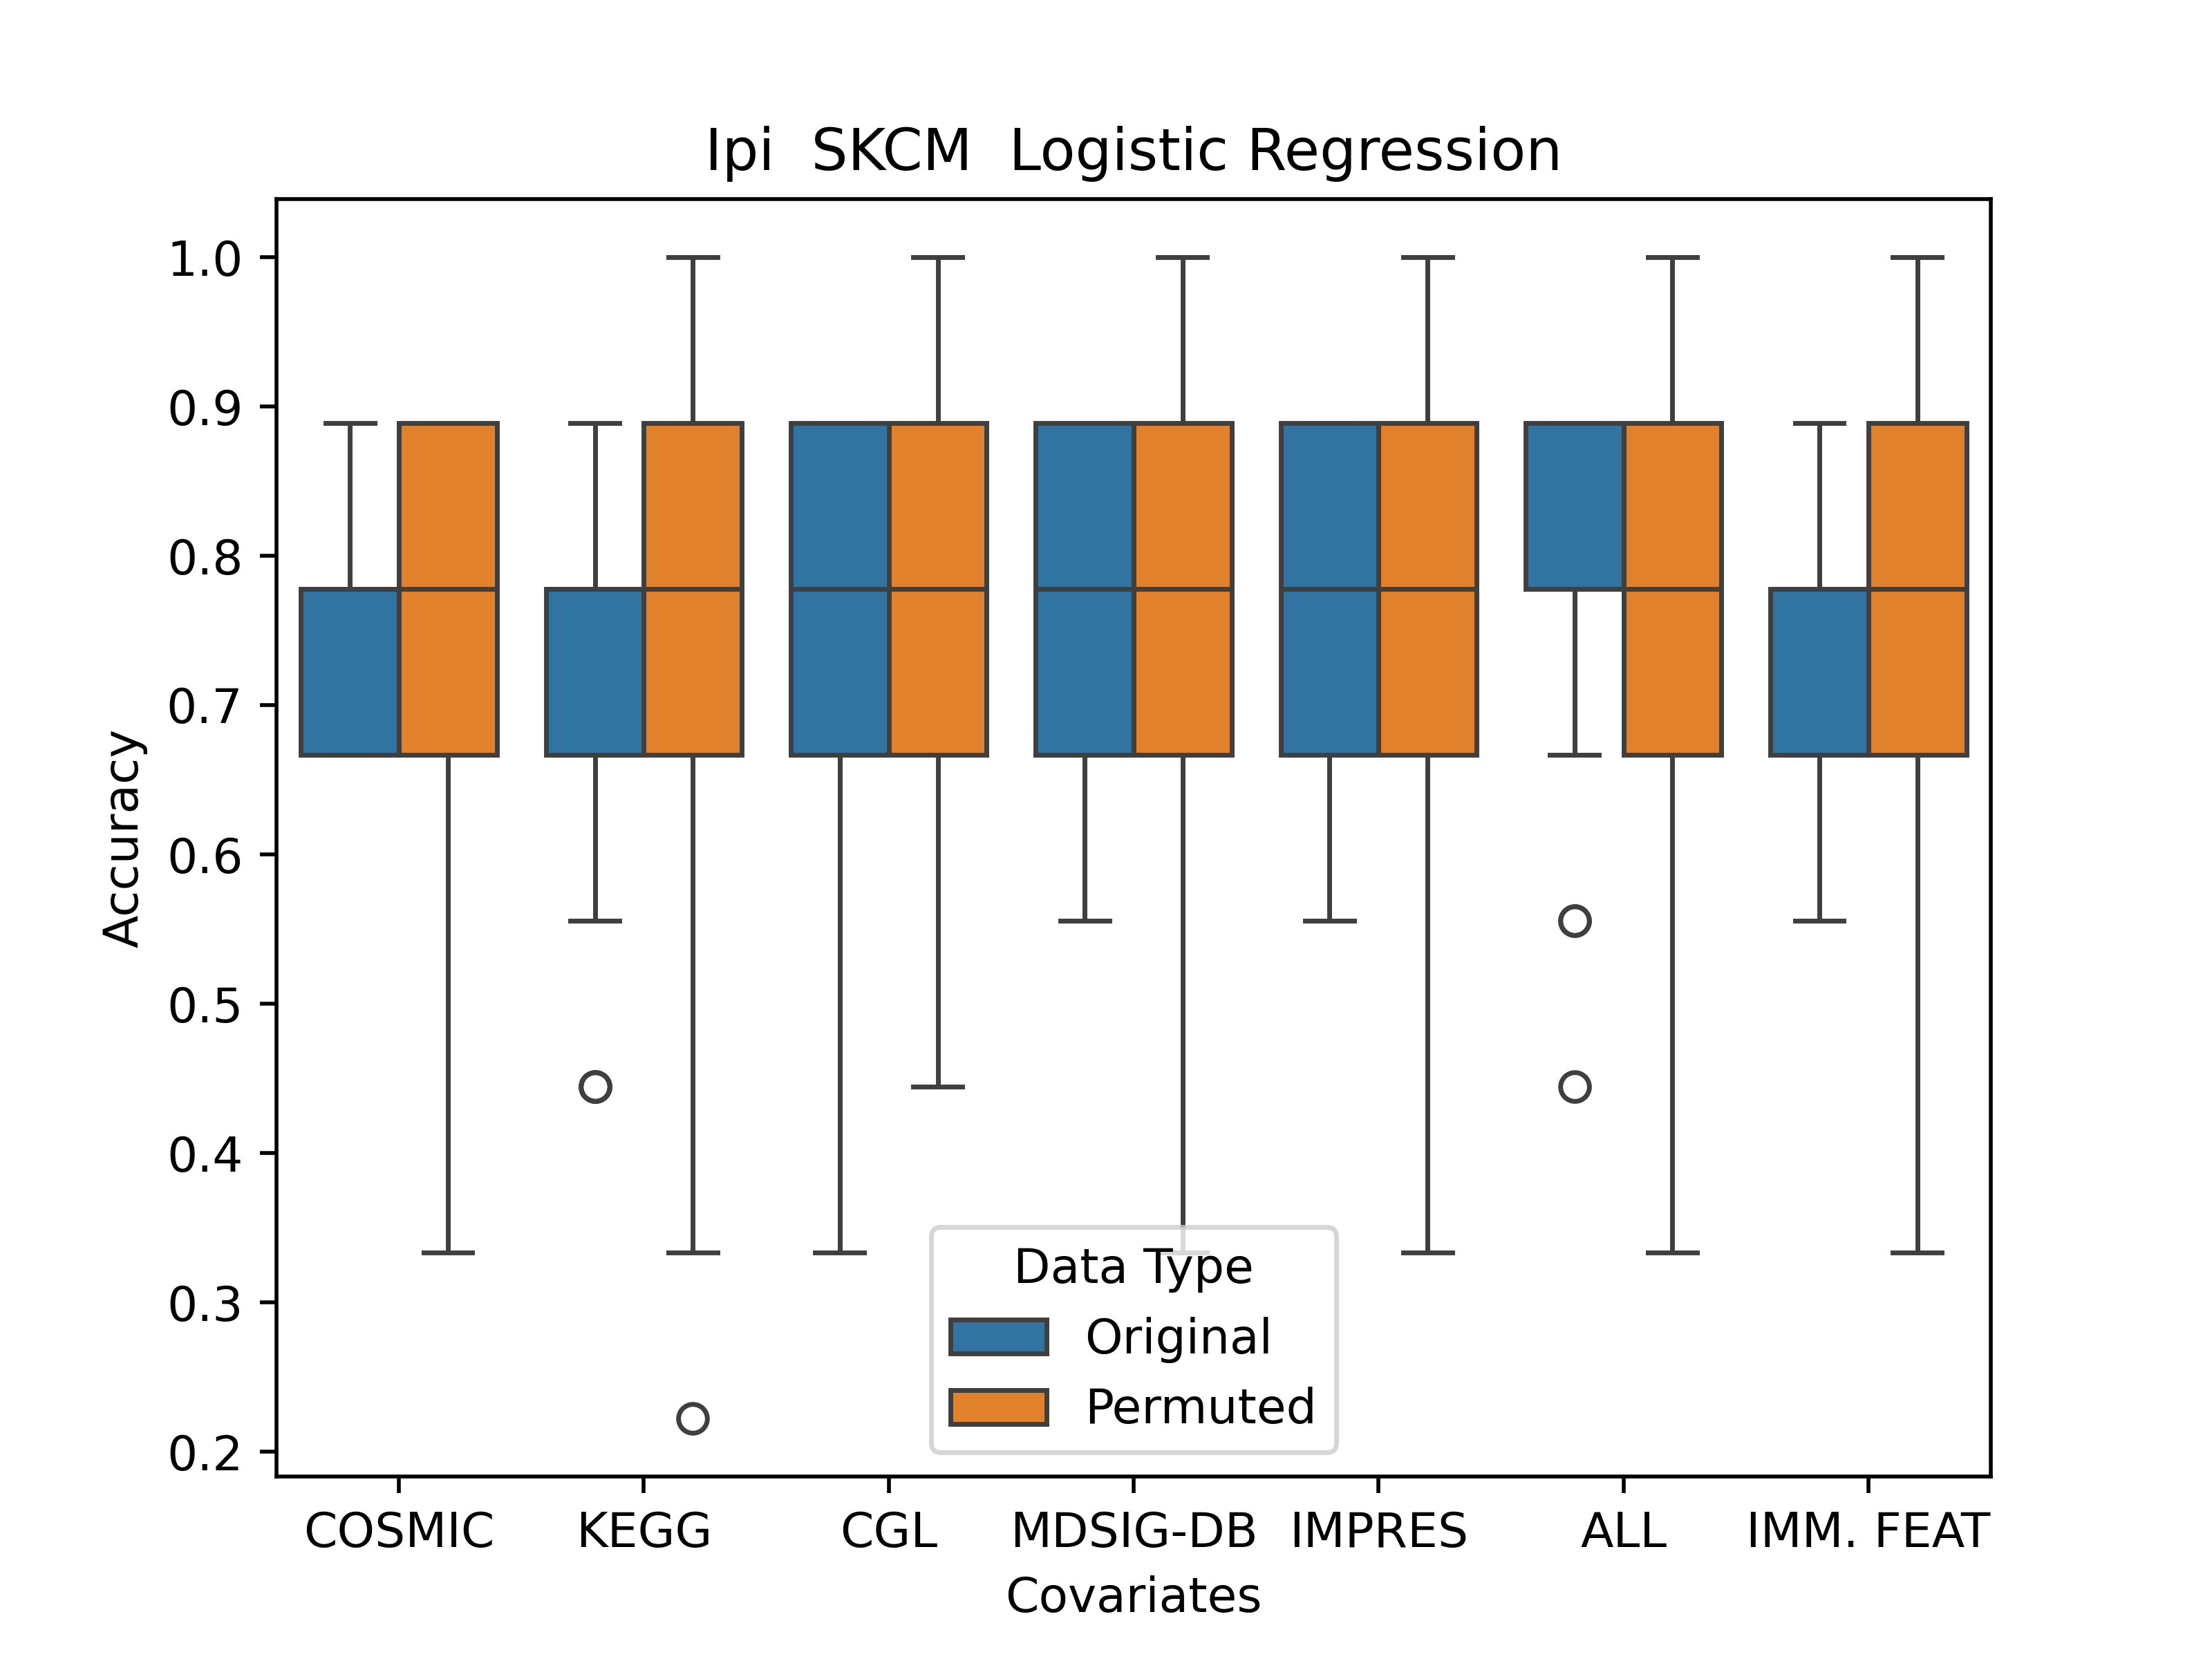 Ipi  SKCM  Logistic Regression
Accuracy
1.0
0.9
0.8
0.7
0.6
0.5
0.4
0.3
0.2
Data Type
Original
Permuted
COSMIC KEGG CGL MDSIG-DB IMPRES ALL IMM. FEAT
Covariates